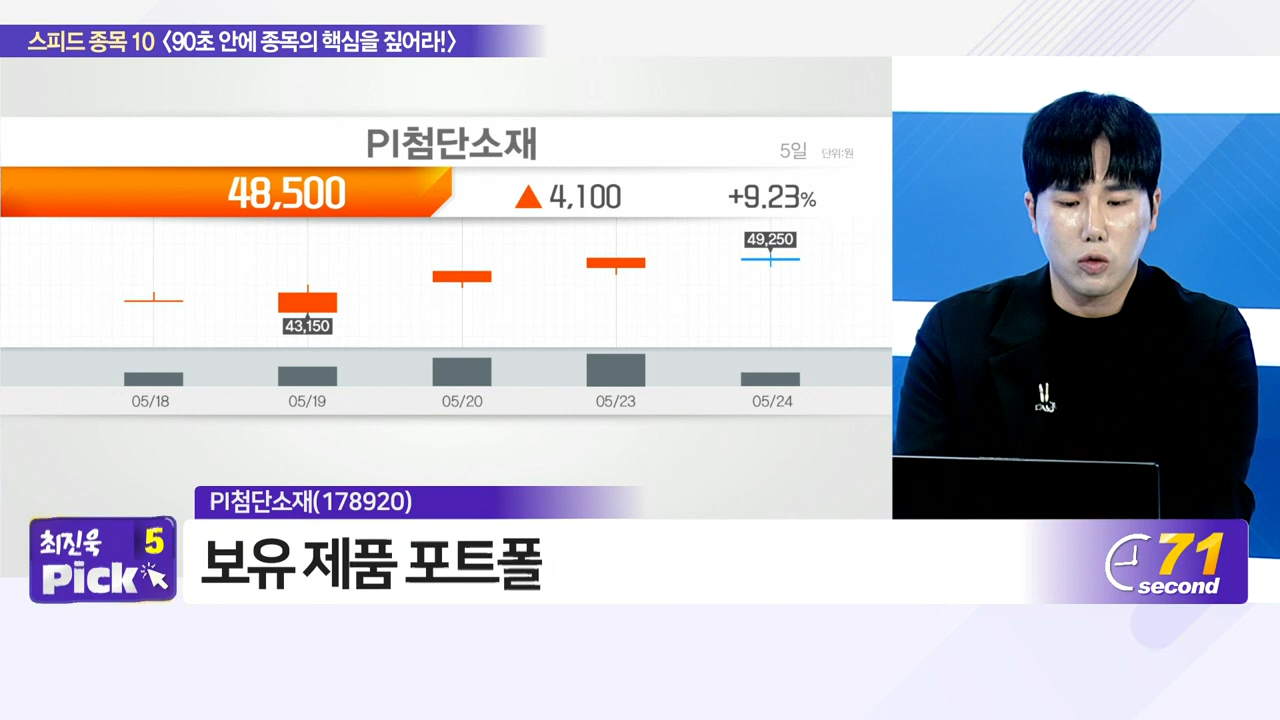 스피드 종목 10 〈90초 안에 종목의 핵심을 짚어라!〉
PI첨단소재
5일 단위:원
48,500 ▲ 4,100 +9.23%
49,250
43,150
05/18 05/19 05/20 05/23 05/24
PI첨단소재(178920)
최진욱 5
Pick
보유 제품 포트폴
71
second